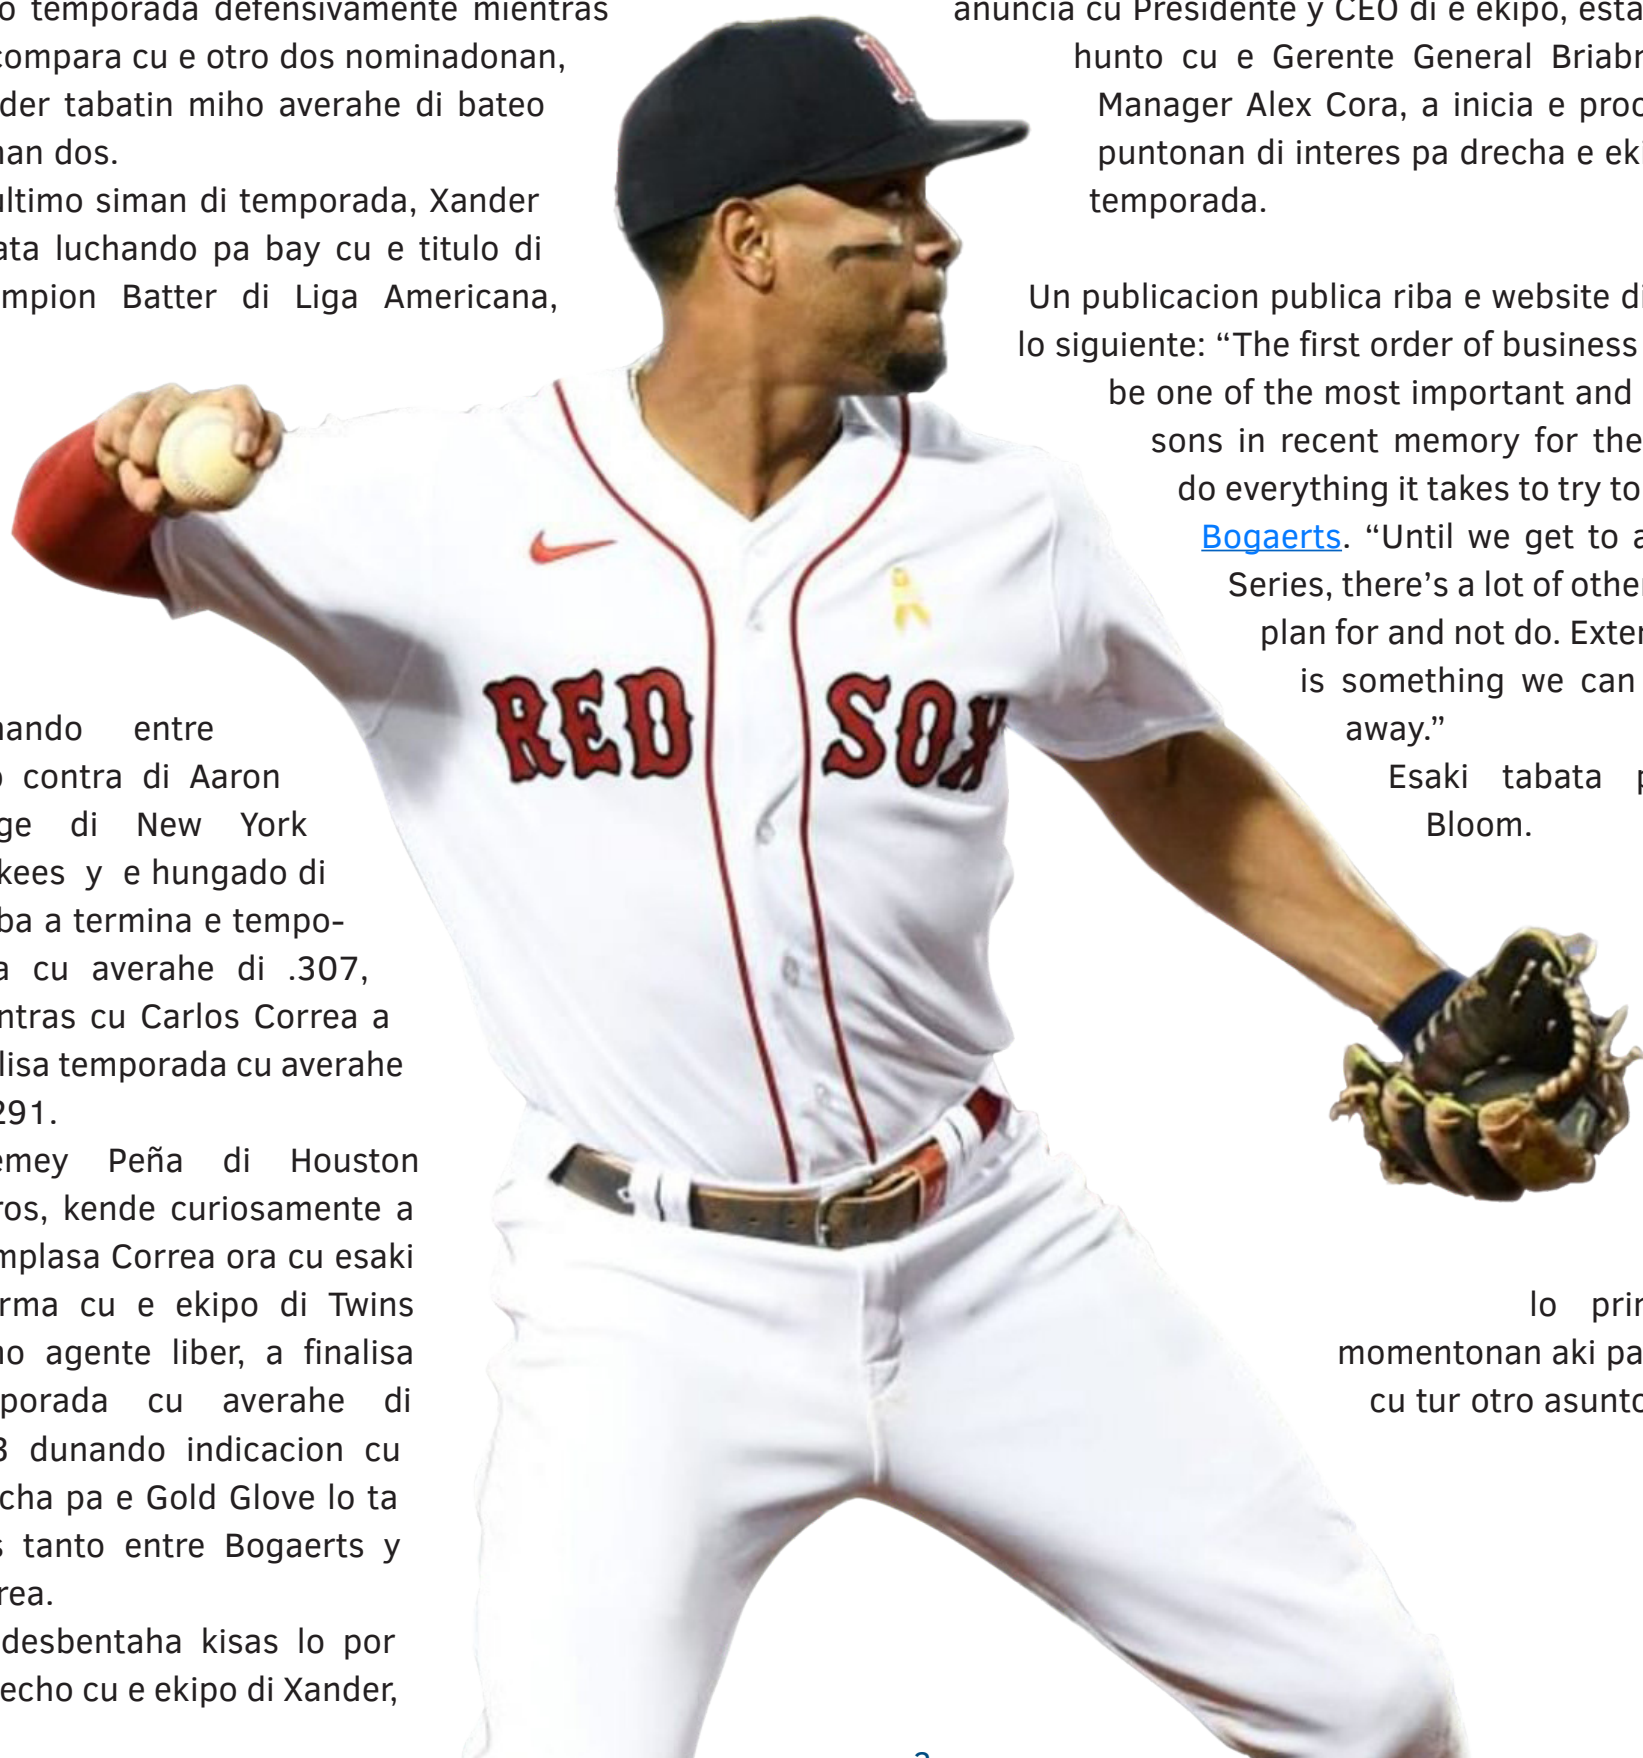 temporada defensivamente mientras
compara cu e otro dos nominadonan,
der tabatin miho averahe di bateo
nan dos.
ultimo siman di temporada, Xander
ata luchando pa bay cu e titulo di
mpion Batter di Liga Americana,
nando entre
contra di Aaron
ge di New York
kees y e hungado di
ba a termina e tempo-
a cu averahe di .307,
ntras cu Carlos Correa a
lisa temporada cu averahe
291.
emey Peña di Houston
ros, kende curiosamente a
mplasa Correa ora cu esaki
rma cu e ekipo di Twins
mo agente liber, a finalisa
porada cu averahe di
3 dunando indicacion cu
cha pa e Gold Glove lo ta
s tanto entre Bogaerts y
rea.
desbentaha kisas lo por
echo cu e ekipo di Xander,
anuncia cu Presidente y CEO di e ekipo, esta
hunto cu e Gerente General Briabr
Manager Alex Cora, a inicia e proc
puntonan di interes pa drecha e eki
temporada.
Un publicacion publica riba e website di
lo siguiente: “The first order of business
be one of the most important and
sons in recent memory for the
do everything it takes to try to
Bogaerts. “Until we get to a
Series, there’s a lot of other
plan for and not do. Exter
is something we can
away.”
Esaki tabata p
Bloom.
lo prin
momentonan aki pa
cu tur otro asunto
RED SOX